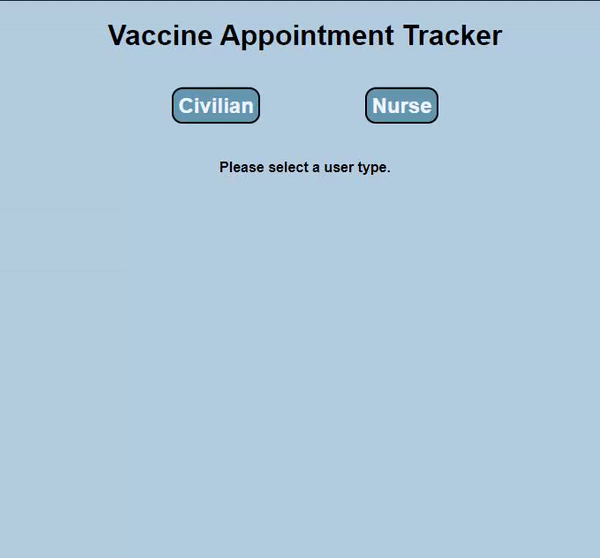 Vaccine Appointment Tracker
Civilian Nurse
Please select a user type.